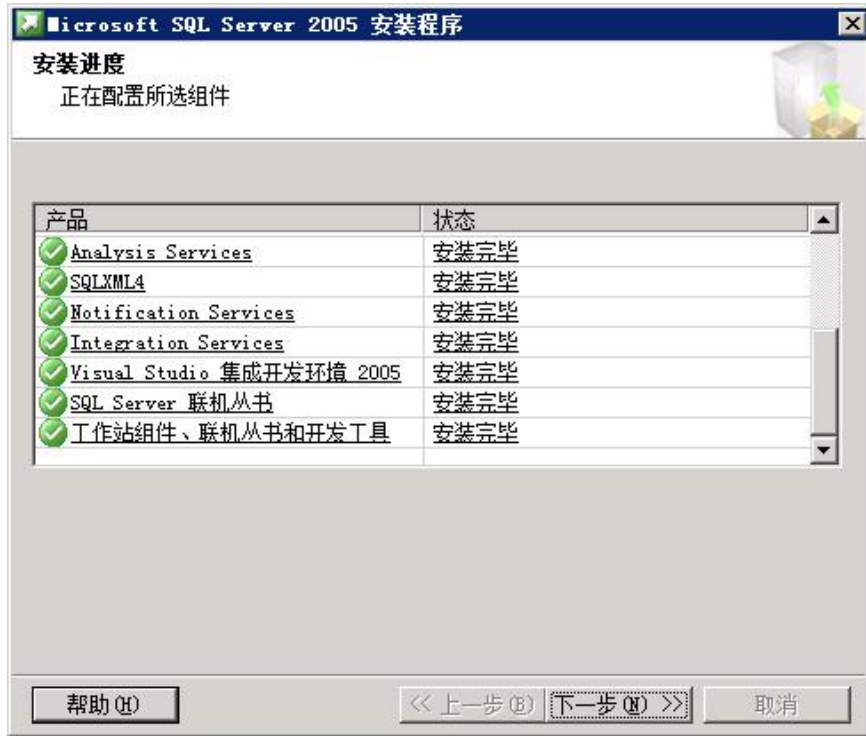 Microsoft SQL Server 2005 安装程序
安装进度
正在配置所选组件
产品 状态
Analysis Services 安装完毕
SQLXML4 安装完毕
Notification Services 安装完毕
Integration Services 安装完毕
Visual Studio 集成开发环境 2005 安装完毕
SQL Server 联机丛书 安装完毕
工作站组件、联机丛书和开发工具 安装完毕
帮助(H) << 上一步(B) 下一步(N) >> 取消